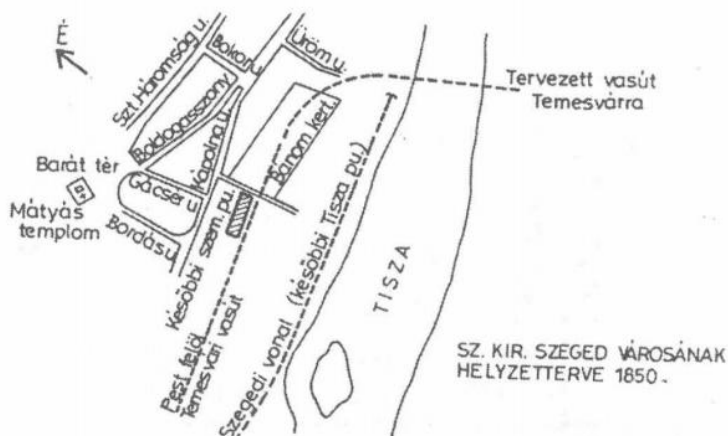 É
Szt. Háromság u.
Bokor u.
Üröm u.
Tervezett vasút
Temesvárra
Boldogasszony
Kápolna u.
Bánom kert.
Barát tér
Gácser u.
Mátyás
templom
Bordás u.
Későbbi szem. pu.
Pest felől
Temesvári vasút
Szegedi vonal (későbbi Tisza pu.)
TISZA
SZ. KIR. SZEGED VÁROSÁNAK
HELYZETTERVE 1850.